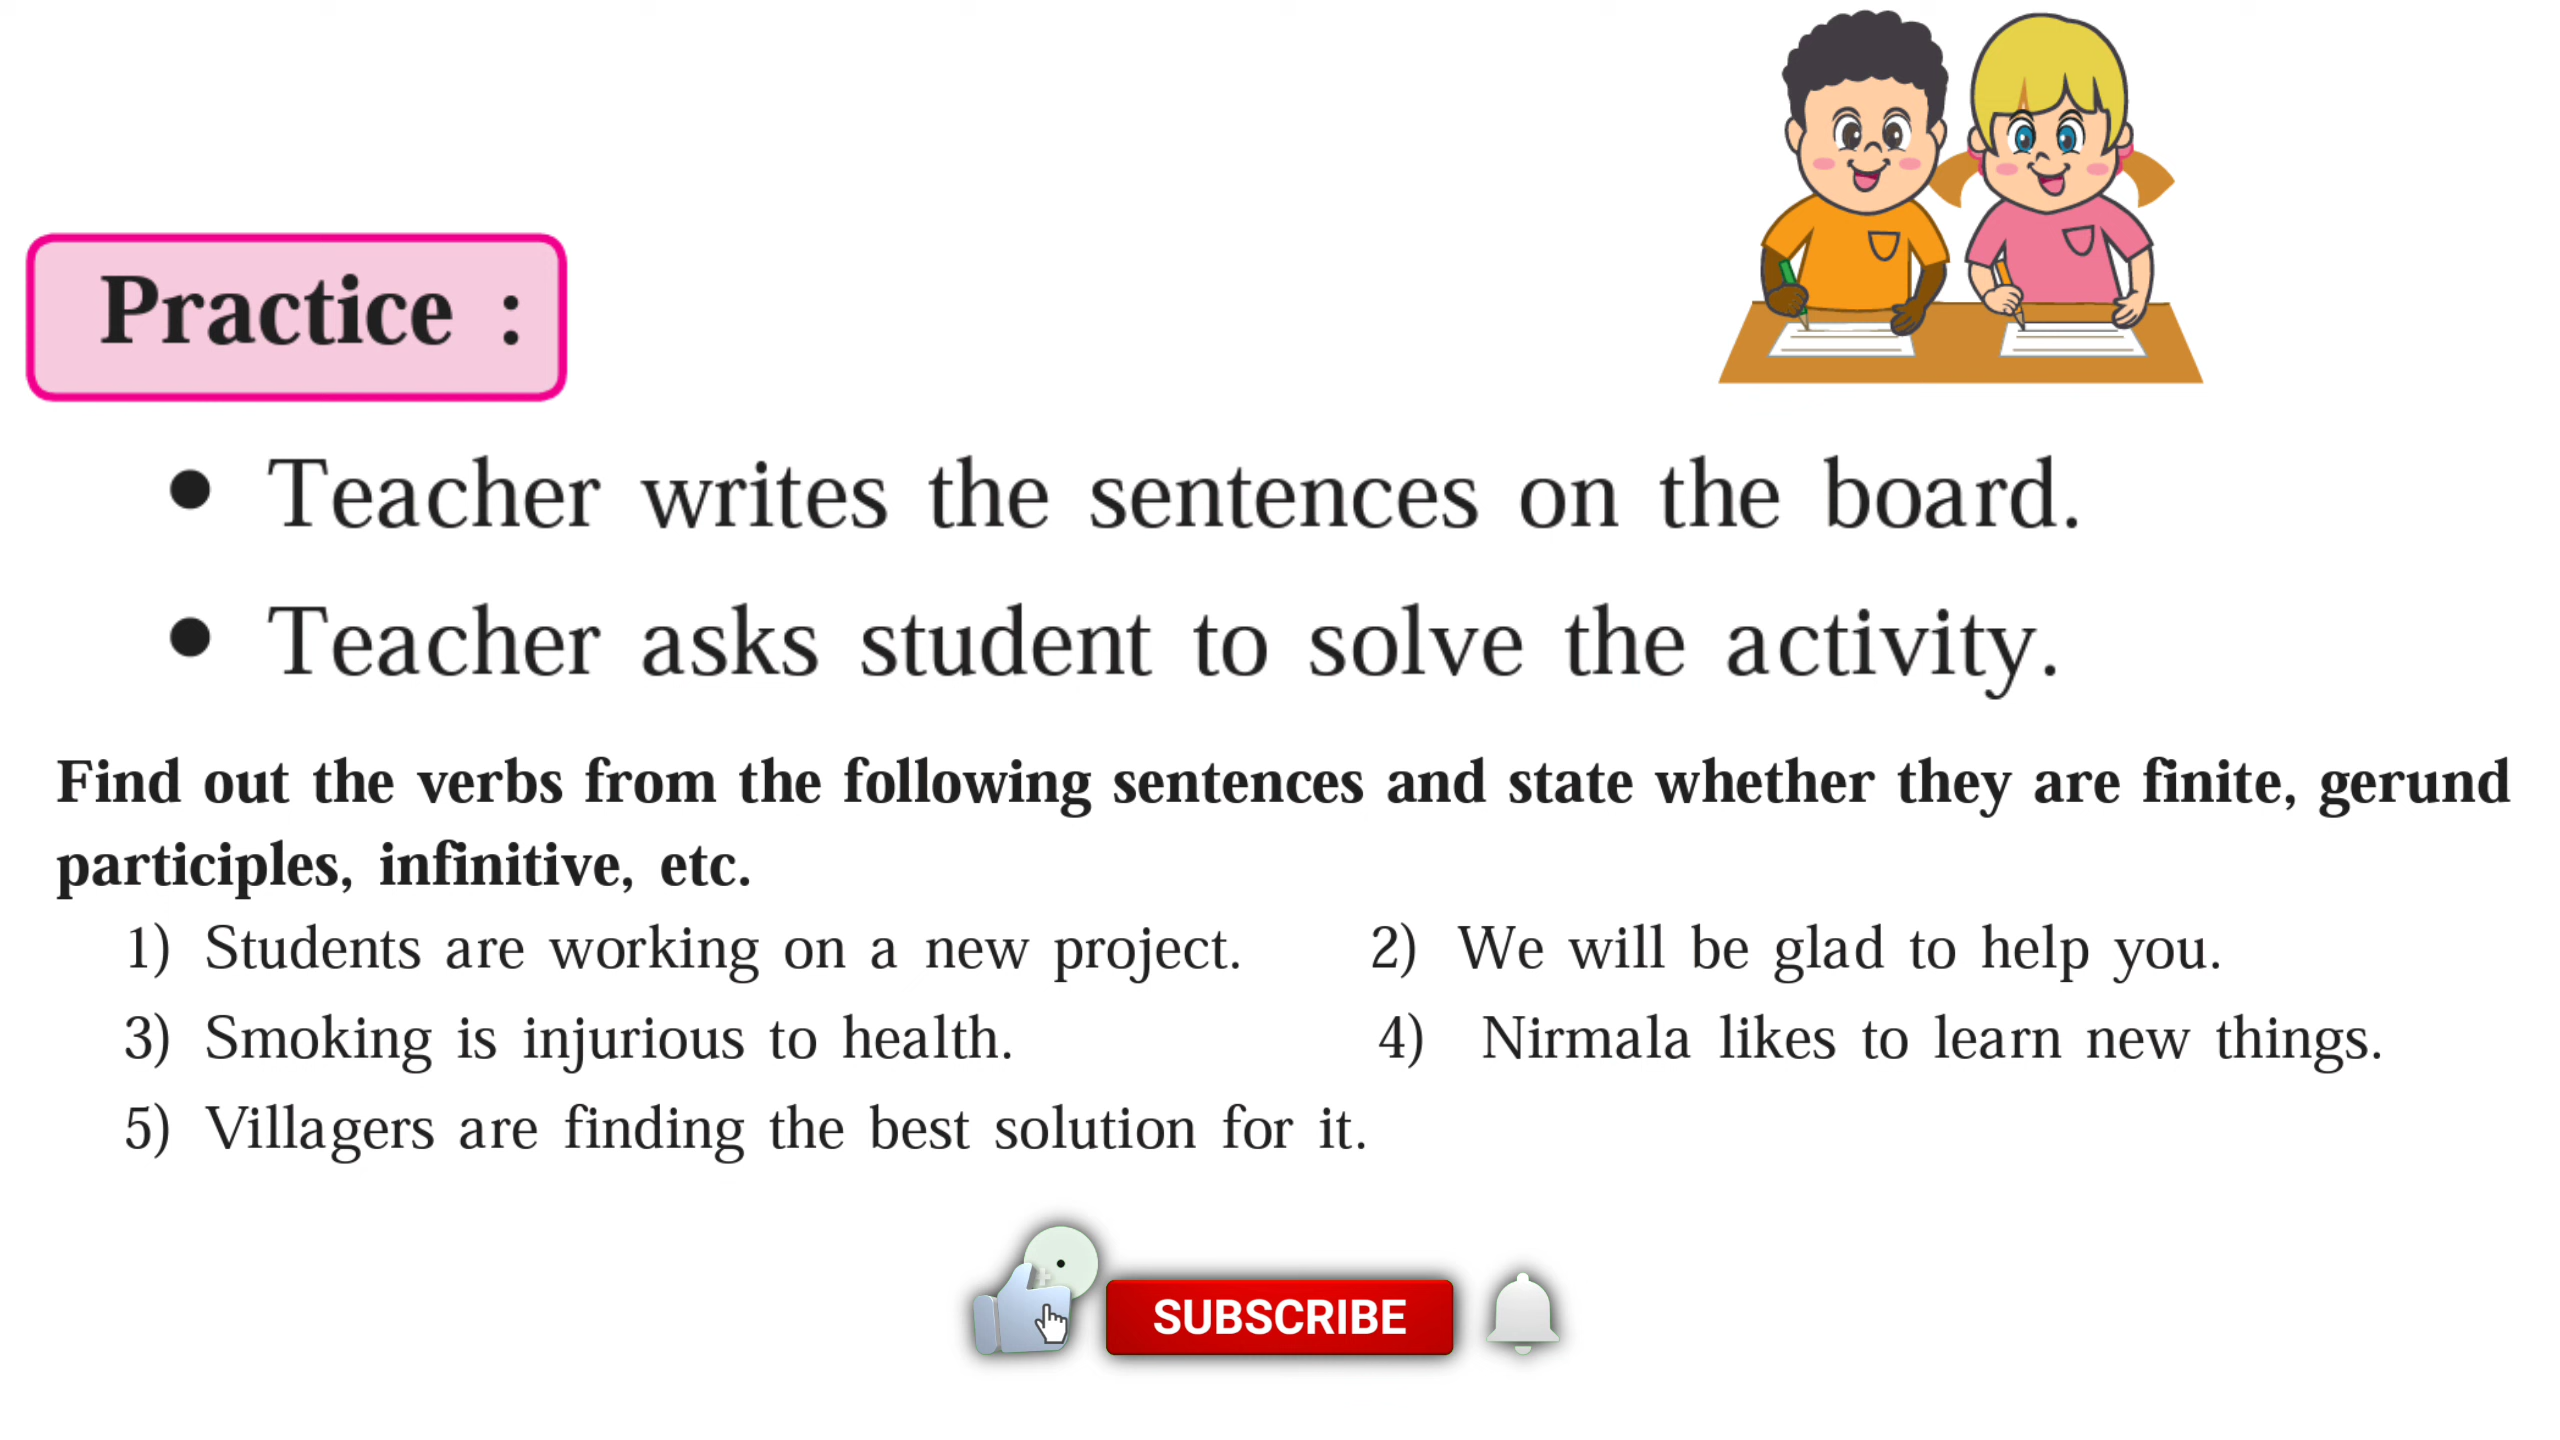 Practice :
• Teacher writes the sentences on the board.
• Teacher asks student to solve the activity.
Find out the verbs from the following sentences and state whether they are finite, gerund
participles, infinitive, etc.
1) Students are working on a new project. 2) We will be glad to help you.
3) Smoking is injurious to health. 4) Nirmala likes to learn new things.
5) Villagers are finding the best solution for it.
SUBSCRIBE